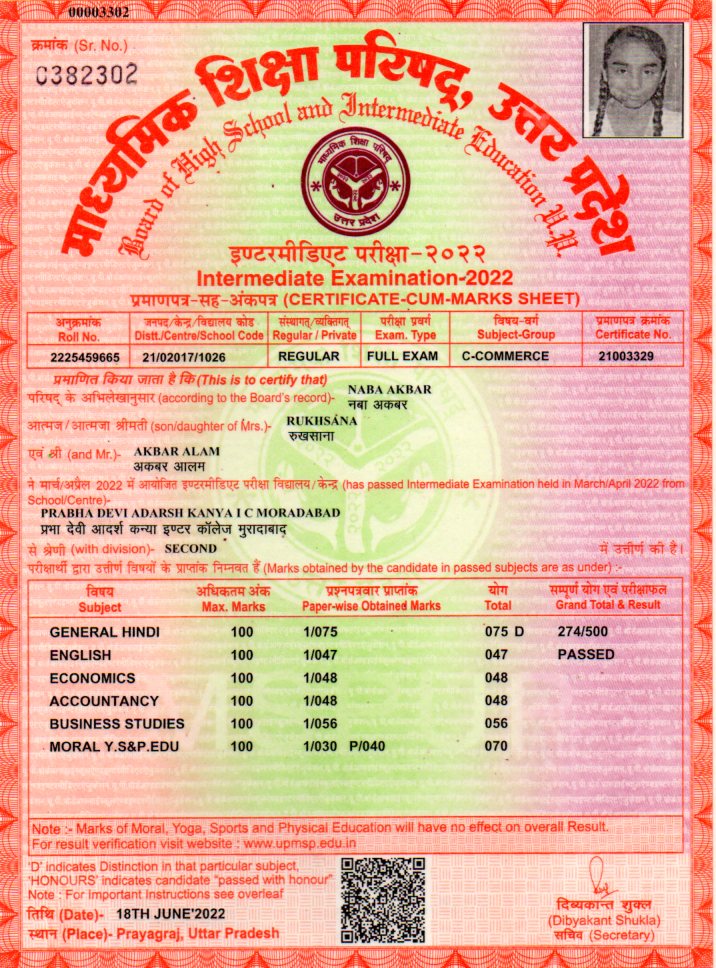 00003302
क्रमांक (Sr. No.)
0382302
माध्यमिक शिक्षा परिषद्, उत्तर प्रदेश
Board of High School and Intermediate Education U.P.
माध्यमिक शिक्षा परिषद
उत्तर प्रदेश
इण्टरमीडिएट परीक्षा-२०२२
Intermediate Examination-2022
प्रमाणपत्र-सह-अंकपत्र (CERTIFICATE-CUM-MARKS SHEET)
अनुक्रमांक जनपद/केन्द्र/विद्यालय कोड संस्थागत्/व्यक्तिगत् परीक्षा प्रवर्ग विषय-वर्ग प्रमाणपत्र क्रमांक
Roll No. Distt./Centre/School Code Regular / Private Exam. Type Subject-Group Certificate No.
2225459665 21/02017/1026 REGULAR FULL EXAM C-COMMERCE 21003329
प्रमाणित किया जाता है कि (This is to certify that)
परिषद् के अभिलेखानुसार (according to the Board's record)- NABA AKBAR
नबा अकबर
आत्मज/आत्मजा श्रीमती (son/daughter of Mrs.)- RUKHSANA
रुखसाना
एवं श्री (and Mr.)- AKBAR ALAM
अकबर आलम
ने मार्च/अप्रैल 2022 में आयोजित इण्टरमीडिएट परीक्षा विद्यालय/केन्द्र (has passed Intermediate Examination held in March/April 2022 from
School/Centre)-
PRABHA DEVI ADARSH KANYA I C MORADABAD
प्रभा देवी आदर्श कन्या इण्टर कॉलेज मुरादाबाद
से श्रेणी (with division)- SECOND में उत्तीर्ण की है।
परीक्षार्थी द्वारा उत्तीर्ण विषयों के प्राप्तांक निम्नवत हैं (Marks obtained by the candidate in passed subjects are as under) :-
विषय अधिकतम अंक प्रश्नपत्रवार प्राप्तांक योग सम्पूर्ण योग एवं परीक्षाफल
Subject Max. Marks Paper-wise Obtained Marks Total Grand Total & Result
GENERAL HINDI 100 1/075 075 D 274/500
ENGLISH 100 1/047 047 PASSED
ECONOMICS 100 1/048 048
ACCOUNTANCY 100 1/048 048
BUSINESS STUDIES 100 1/056 056
MORAL Y.S&P.EDU 100 1/030 P/040 070
Note :- Marks of Moral, Yoga, Sports and Physical Education will have no effect on overall Result.
For result verification visit website : www.upmsp.edu.in
'D' indicates Distinction in that particular subject,
'HONOURS' indicates candidate "passed with honour"
Note : For Important Instructions see overleaf
तिथि (Date)- 18TH JUNE'2022
स्थान (Place)- Prayagraj, Uttar Pradesh
दिब्यकान्त शुक्ल
(Dibyakant Shukla)
सचिव (Secretary)